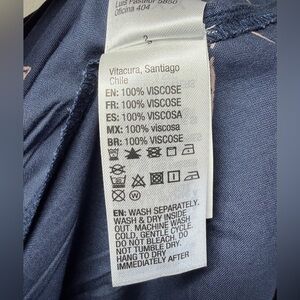 Luis Pasteur 5850
Oficina 404
2
Vitacura, Santiago
Chile
EN: 100% VISCOSE
FR: 100% VISCOSE
ES: 100% VISCOSA
MX: 100% viscosa
BR: 100% VISCOSE
EN: WASH SEPARATELY.
WASH & DRY INSIDE
OUT. MACHINE WASH
COLD. GENTLE CYCLE.
DO NOT BLEACH. DO
NOT TUMBLE DRY.
HANG TO DRY
IMMEDIATELY AFTER